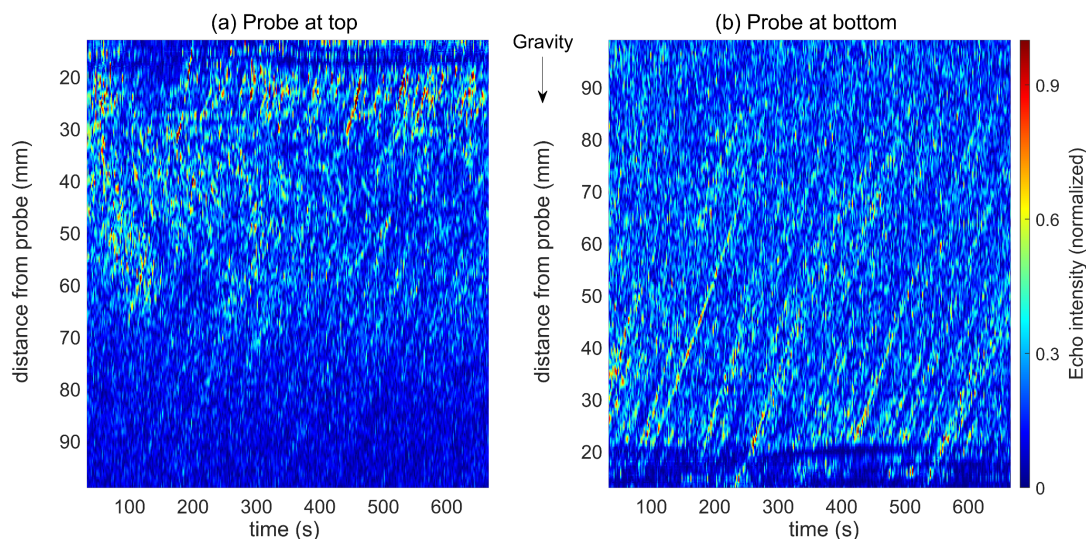 (a) Probe at top
(b) Probe at bottom
Gravity
distance from probe (mm)
20
30
40
50
60
70
80
90
100 200 300 400 500 600
time (s)
distance from probe (mm)
90
80
70
60
50
40
30
20
100 200 300 400 500 600
time (s)
0.9
0.6
0.3
0
Echo intensity (normalized)